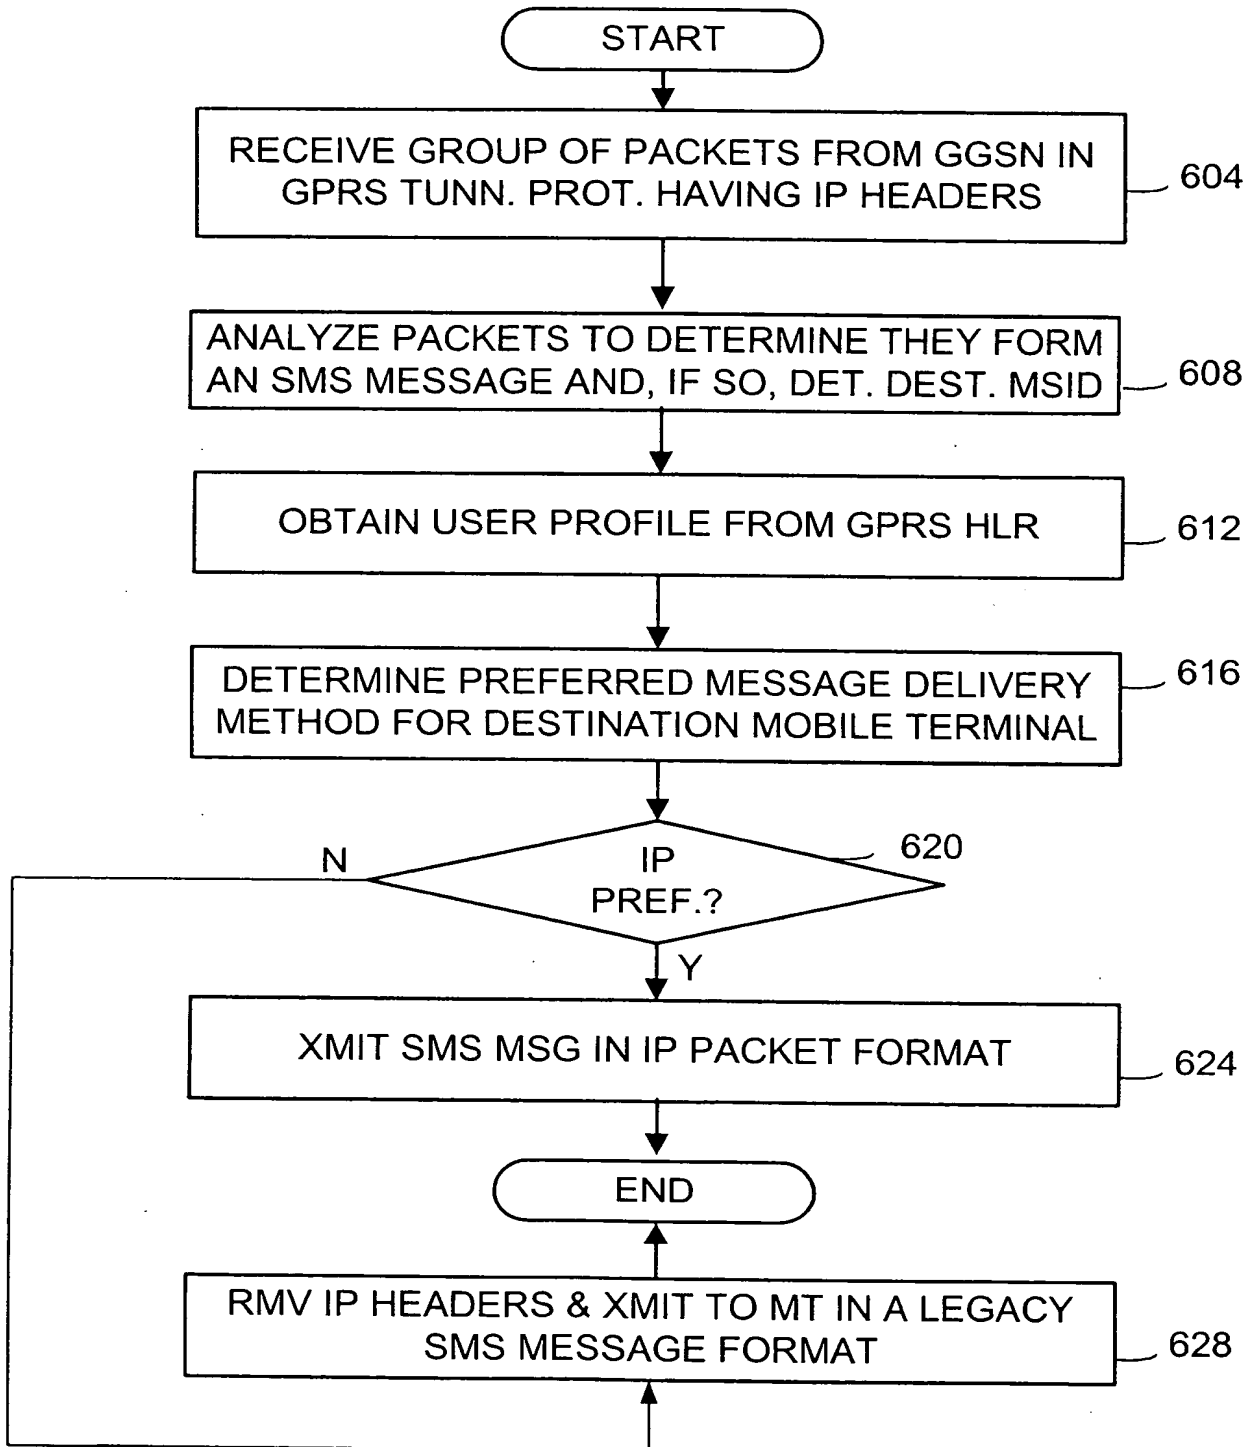 START
RECEIVE GROUP OF PACKETS FROM GGSN IN
GPRS TUNN. PROT. HAVING IP HEADERS
604
ANALYZE PACKETS TO DETERMINE THEY FORM
AN SMS MESSAGE AND, IF SO, DET. DEST. MSID
608
OBTAIN USER PROFILE FROM GPRS HLR
612
DETERMINE PREFERRED MESSAGE DELIVERY
METHOD FOR DESTINATION MOBILE TERMINAL
616
N
IP
PREF.?
620
Y
XMIT SMS MSG IN IP PACKET FORMAT
624
END
RMV IP HEADERS & XMIT TO MT IN A LEGACY
SMS MESSAGE FORMAT
628